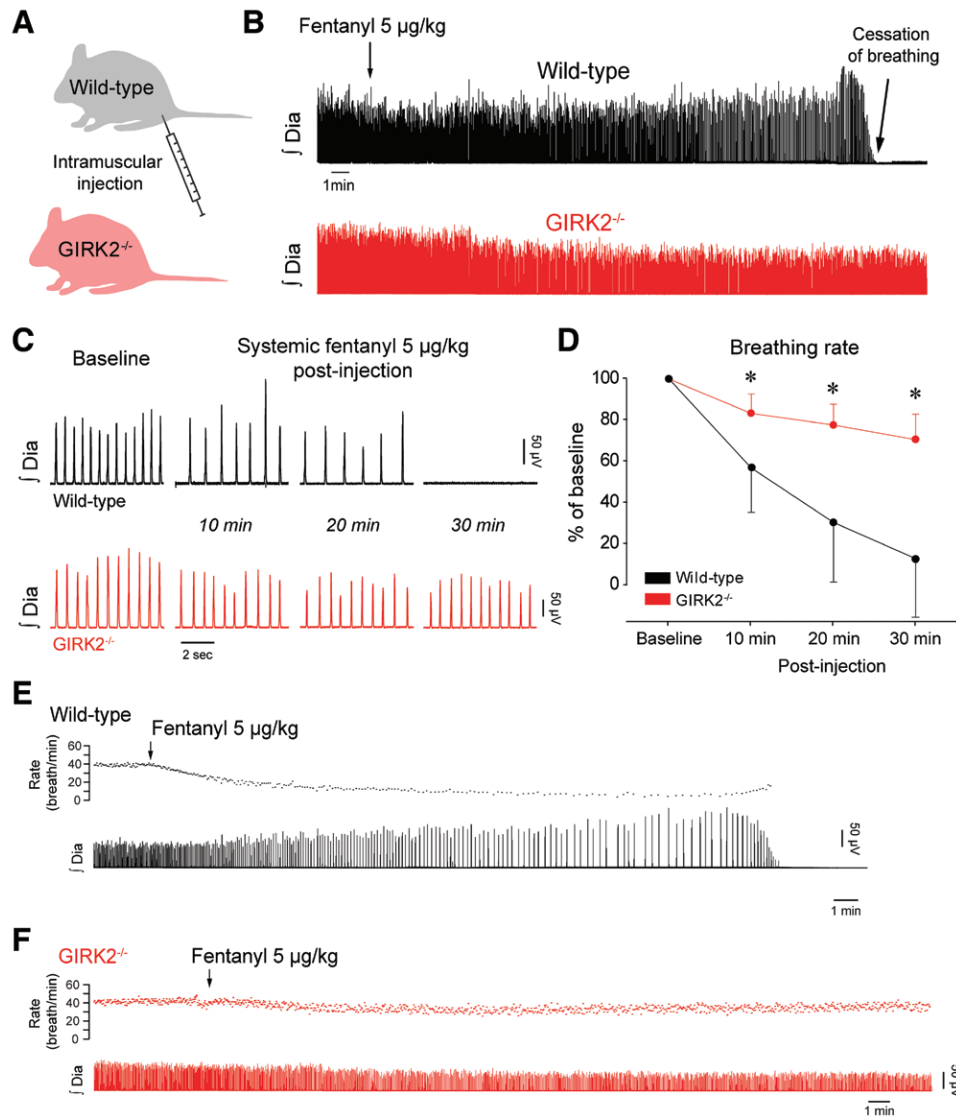 A
Wild-type
Intramuscular
injection
GIRK2-/-
B
Fentanyl 5 µg/kg
Wild-type
Cessation
of breathing
∫ Dia
1min
GIRK2-/-
∫ Dia
C
Baseline
Systemic fentanyl 5 µg/kg
post-injection
∫ Dia
50 µV
Wild-type
10 min
20 min
30 min
∫ Dia
50 µV
GIRK2-/-
2 sec
D
Breathing rate
% of baseline
100
80
60
40
20
0
Wild-type
GIRK2-/-
Baseline
10 min
20 min
30 min
Post-injection
*
*
*
E
Wild-type
Fentanyl 5 µg/kg
Rate
(breath/min)
60
40
20
0
∫ Dia
50 µV
1 min
F
GIRK2-/-
Fentanyl 5 µg/kg
Rate
(breath/min)
60
40
20
0
∫ Dia
50 µV
1 min